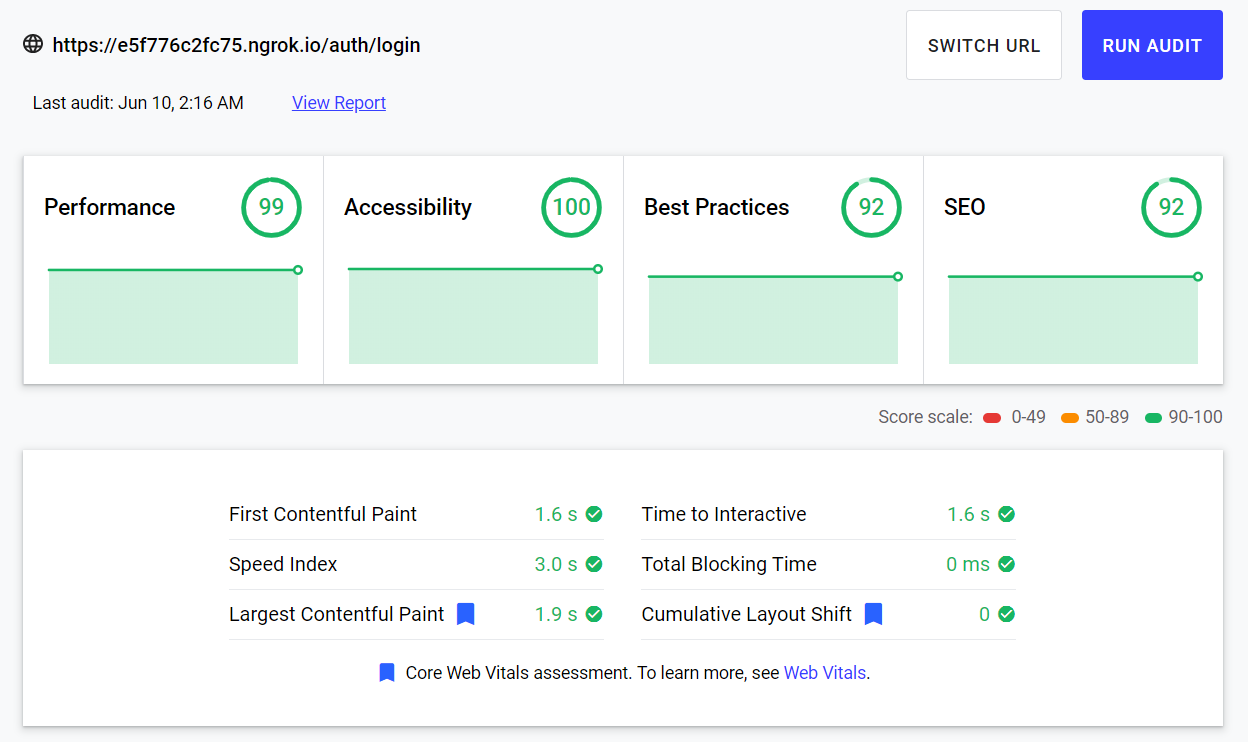 https://e5f776c2fc75.ngrok.io/auth/login
SWITCH URL
RUN AUDIT
Last audit: Jun 10, 2:16 AM
View Report
Performance
99
Accessibility
100
Best Practices
92
SEO
92
Score scale: 0-49 50-89 90-100
First Contentful Paint 1.6 s
Time to Interactive 1.6 s
Speed Index 3.0 s
Total Blocking Time 0 ms
Largest Contentful Paint 1.9 s
Cumulative Layout Shift 0
Core Web Vitals assessment. To learn more, see Web Vitals.